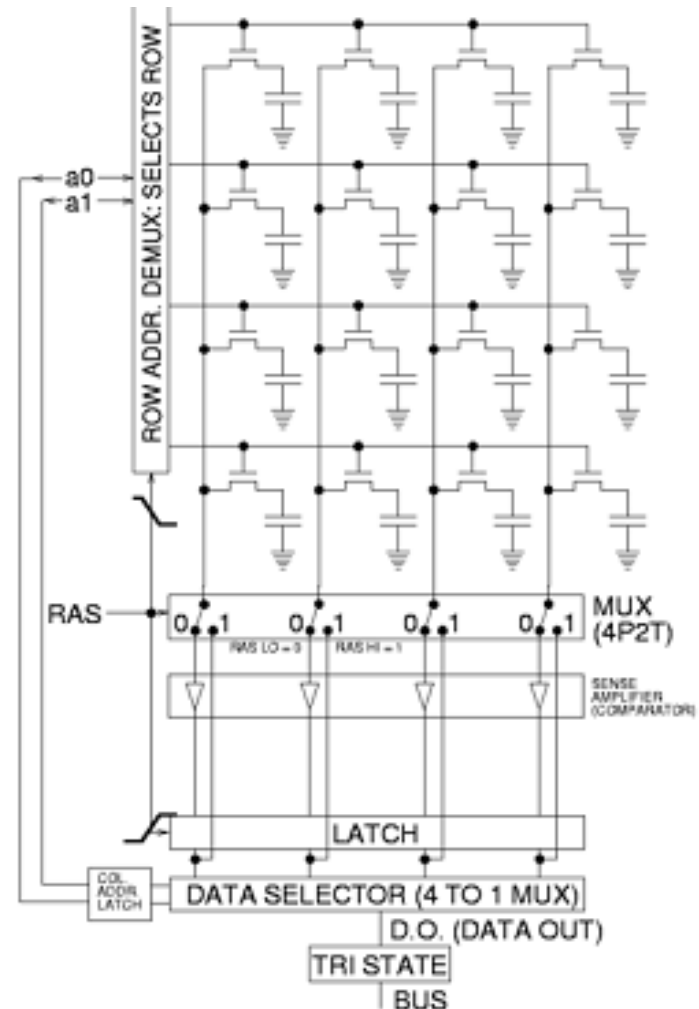 ROW ADDR. DEMUX: SELECTS ROW
a0
a1
RAS
0 1 0 1 0 1 0 1
RAS LO = 0 RAS HI = 1
MUX
(4P2T)
SENSE
AMPLIFIER
(COMPARATOR)
LATCH
COL.
ADDR.
LATCH
DATA SELECTOR (4 TO 1 MUX)
D.O. (DATA OUT)
TRI STATE
BUS